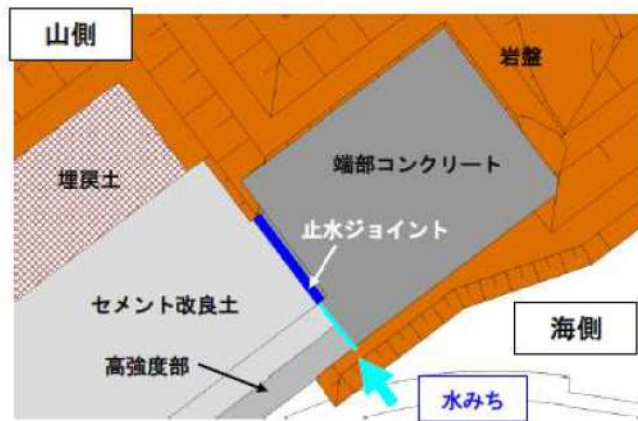 山側
岩盤
端部コンクリート
埋戻土
止水ジョイント
セメント改良土
海側
高強度部
水みち